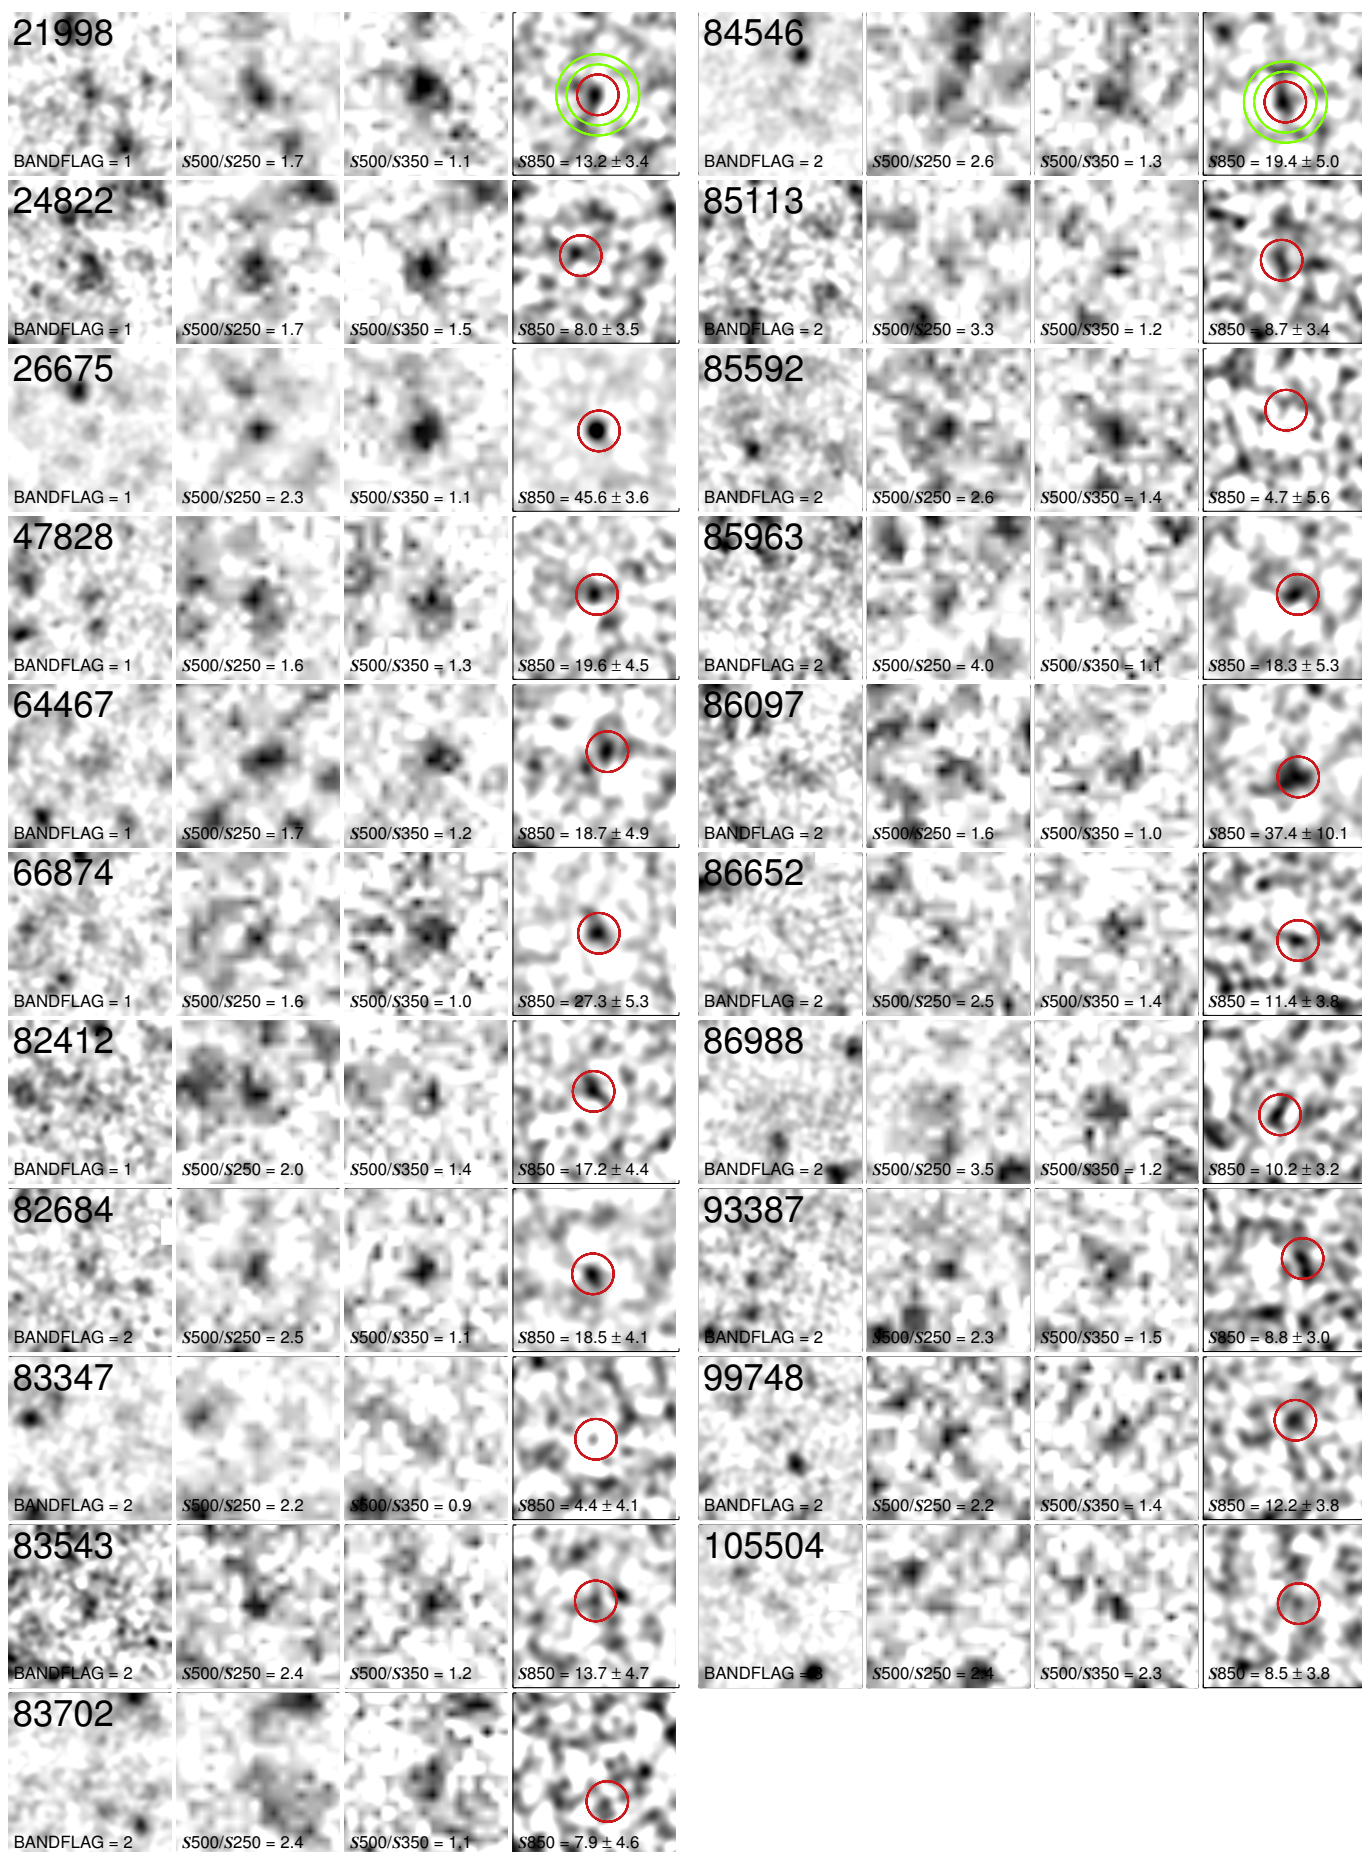 21998
BANDFLAG = 1
S500/S250 = 1.7
S500/S350 = 1.1
S850 = 13.2 ± 3.4
24822
BANDFLAG = 1
S500/S250 = 1.7
S500/S350 = 1.5
S850 = 8.0 ± 3.5
26675
BANDFLAG = 1
S500/S250 = 2.3
S500/S350 = 1.1
S850 = 45.6 ± 3.6
47828
BANDFLAG = 1
S500/S250 = 1.6
S500/S350 = 1.3
S850 = 19.6 ± 4.5
64467
BANDFLAG = 1
S500/S250 = 1.7
S500/S350 = 1.2
S850 = 18.7 ± 4.9
66874
BANDFLAG = 1
S500/S250 = 1.6
S500/S350 = 1.0
S850 = 27.3 ± 5.3
82412
BANDFLAG = 1
S500/S250 = 2.0
S500/S350 = 1.4
S850 = 17.2 ± 4.4
82684
BANDFLAG = 2
S500/S250 = 2.5
S500/S350 = 1.1
S850 = 18.5 ± 4.1
83347
BANDFLAG = 2
S500/S250 = 2.2
S500/S350 = 0.9
S850 = 4.4 ± 4.1
83543
BANDFLAG = 2
S500/S250 = 2.4
S500/S350 = 1.2
S850 = 13.7 ± 4.7
83702
BANDFLAG = 2
S500/S250 = 2.4
S500/S350 = 1.1
S850 = 7.9 ± 4.6
84546
BANDFLAG = 2
S500/S250 = 2.6
S500/S350 = 1.3
S850 = 19.4 ± 5.0
85113
BANDFLAG = 2
S500/S250 = 3.3
S500/S350 = 1.2
S850 = 8.7 ± 3.4
85592
BANDFLAG = 2
S500/S250 = 2.6
S500/S350 = 1.4
S850 = 4.7 ± 5.6
85963
BANDFLAG = 2
S500/S250 = 4.0
S500/S350 = 1.1
S850 = 18.3 ± 5.3
86097
BANDFLAG = 2
S500/S250 = 1.6
S500/S350 = 1.0
S850 = 37.4 ± 10.1
86652
BANDFLAG = 2
S500/S250 = 2.5
S500/S350 = 1.4
S850 = 11.4 ± 3.8
86988
BANDFLAG = 2
S500/S250 = 3.5
S500/S350 = 1.2
S850 = 10.2 ± 3.2
93387
BANDFLAG = 2
S500/S250 = 2.3
S500/S350 = 1.5
S850 = 8.8 ± 3.0
99748
BANDFLAG = 2
S500/S250 = 2.2
S500/S350 = 1.4
S850 = 12.2 ± 3.8
105504
BANDFLAG = 3
S500/S250 = 2.4
S500/S350 = 2.3
S850 = 8.5 ± 3.8